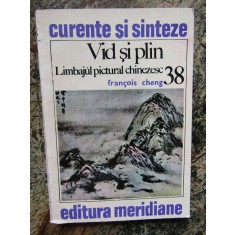 curente și sinteze
Vid și plin
Limbajul pictural chinezesc 38
françois cheng
editura meridiane